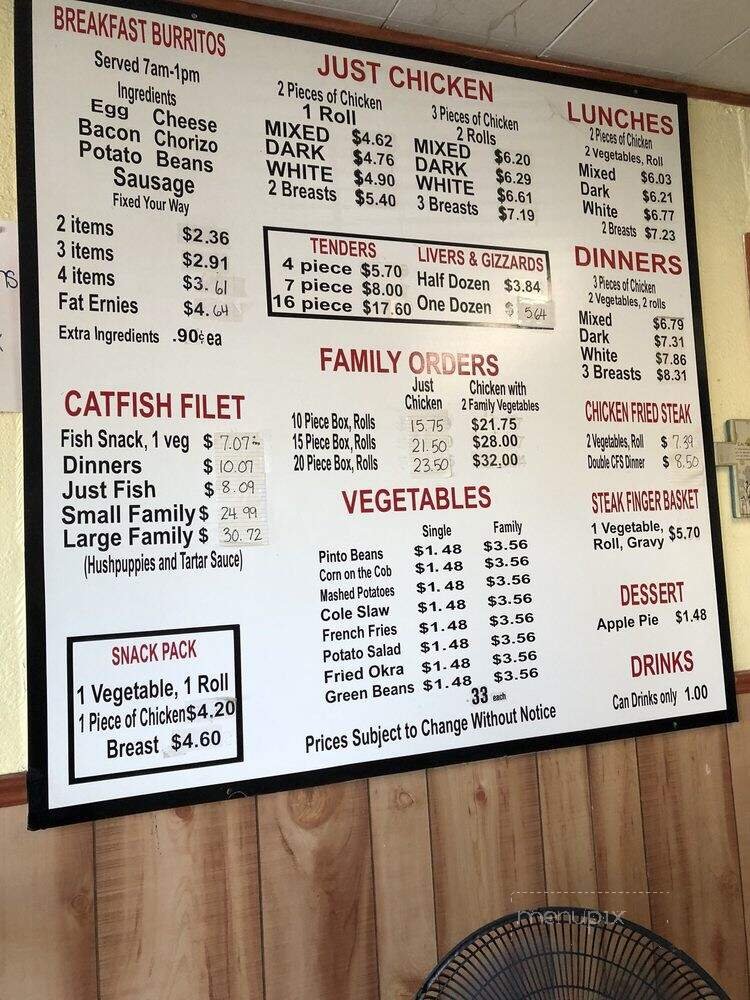 BREAKFAST BURRITOS
Served 7am-1pm
Ingredients
Egg Cheese
Bacon Chorizo
Potato Beans
Sausage
Fixed Your Way
2 items $2.36
3 items $2.91
4 items $3.61
Fat Ernies $4.64
Extra Ingredients .90¢ ea
CATFISH FILET
Fish Snack, 1 veg $ 7.07
Dinners $ 10.07
Just Fish $ 8.09
Small Family $ 24.99
Large Family $ 30.72
(Hushpuppies and Tartar Sauce)
SNACK PACK
1 Vegetable, 1 Roll
1 Piece of Chicken $4.20
Breast $4.60
JUST CHICKEN
2 Pieces of Chicken
1 Roll
MIXED $4.62
DARK $4.76
WHITE $4.90
2 Breasts $5.40
3 Pieces of Chicken
2 Rolls
MIXED $6.20
DARK $6.29
WHITE $6.61
3 Breasts $7.19
TENDERS
4 piece $5.70
7 piece $8.00
16 piece $17.60
LIVERS & GIZZARDS
Half Dozen $3.84
One Dozen $ 564
FAMILY ORDERS
Just Chicken with
Chicken 2 Family Vegetables
10 Piece Box, Rolls 15.75 $21.75
15 Piece Box, Rolls 21.50 $28.00
20 Piece Box, Rolls 23.50 $32.00
VEGETABLES
Single Family
Pinto Beans $1.48 $3.56
Corn on the Cob $1.48 $3.56
Mashed Potatoes $1.48 $3.56
Cole Slaw $1.48 $3.56
French Fries $1.48 $3.56
Potato Salad $1.48 $3.56
Fried Okra $1.48 $3.56
Green Beans $1.48 $3.56
.33 each
Prices Subject to Change Without Notice
LUNCHES
2 Pieces of Chicken
2 Vegetables, Roll
Mixed $6.03
Dark $6.21
White $6.77
2 Breasts $7.23
DINNERS
3 Pieces of Chicken
2 Vegetables, 2 rolls
Mixed $6.79
Dark $7.31
White $7.86
3 Breasts $8.31
CHICKEN FRIED STEAK
2 Vegetables, Roll $ 7.39
Double CFS Dinner $ 8.50
STEAK FINGER BASKET
1 Vegetable,
Roll, Gravy $5.70
DESSERT
Apple Pie $1.48
DRINKS
Can Drinks only 1.00
menupix